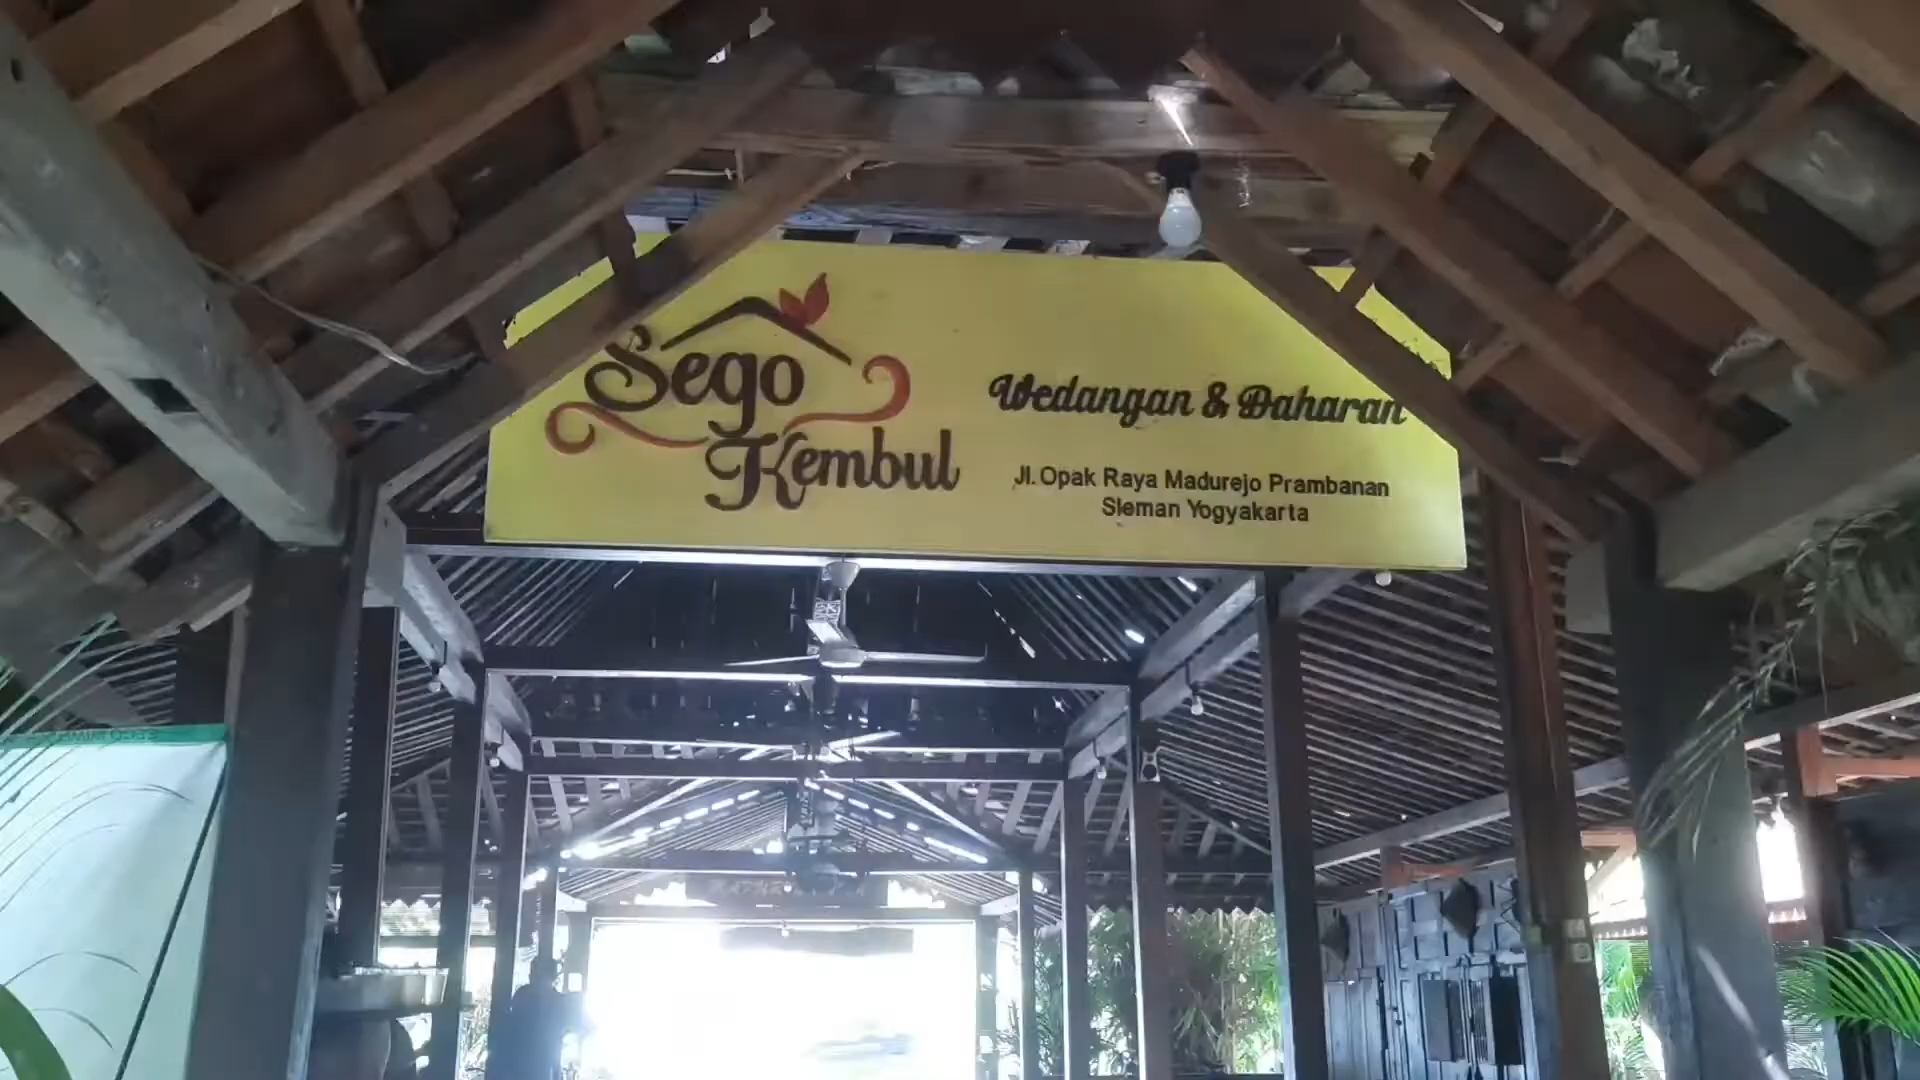 Sego
Kembul
Wedangan & Daharan
Jl. Opak Raya Madurejo Prambanan
Sleman Yogyakarta